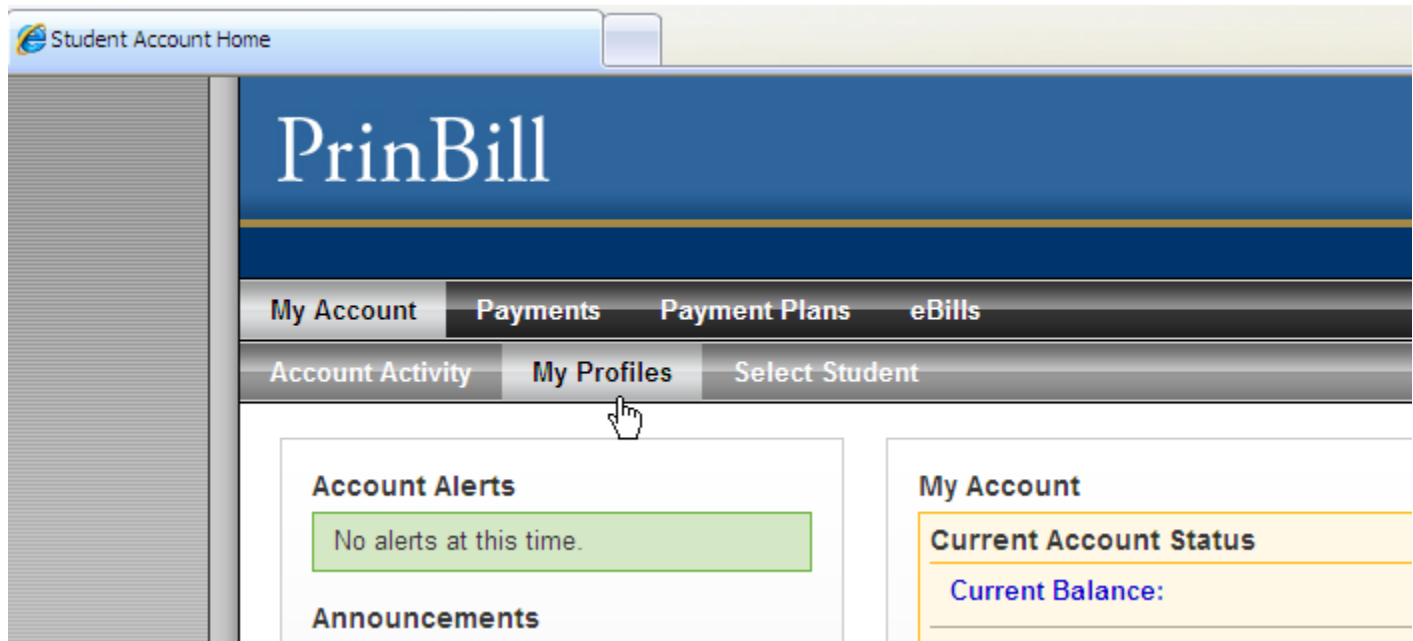 Student Account Home
PrinBill
My Account Payments Payment Plans eBills
Account Activity My Profiles Select Student
Account Alerts
No alerts at this time.
Announcements
My Account
Current Account Status
Current Balance: